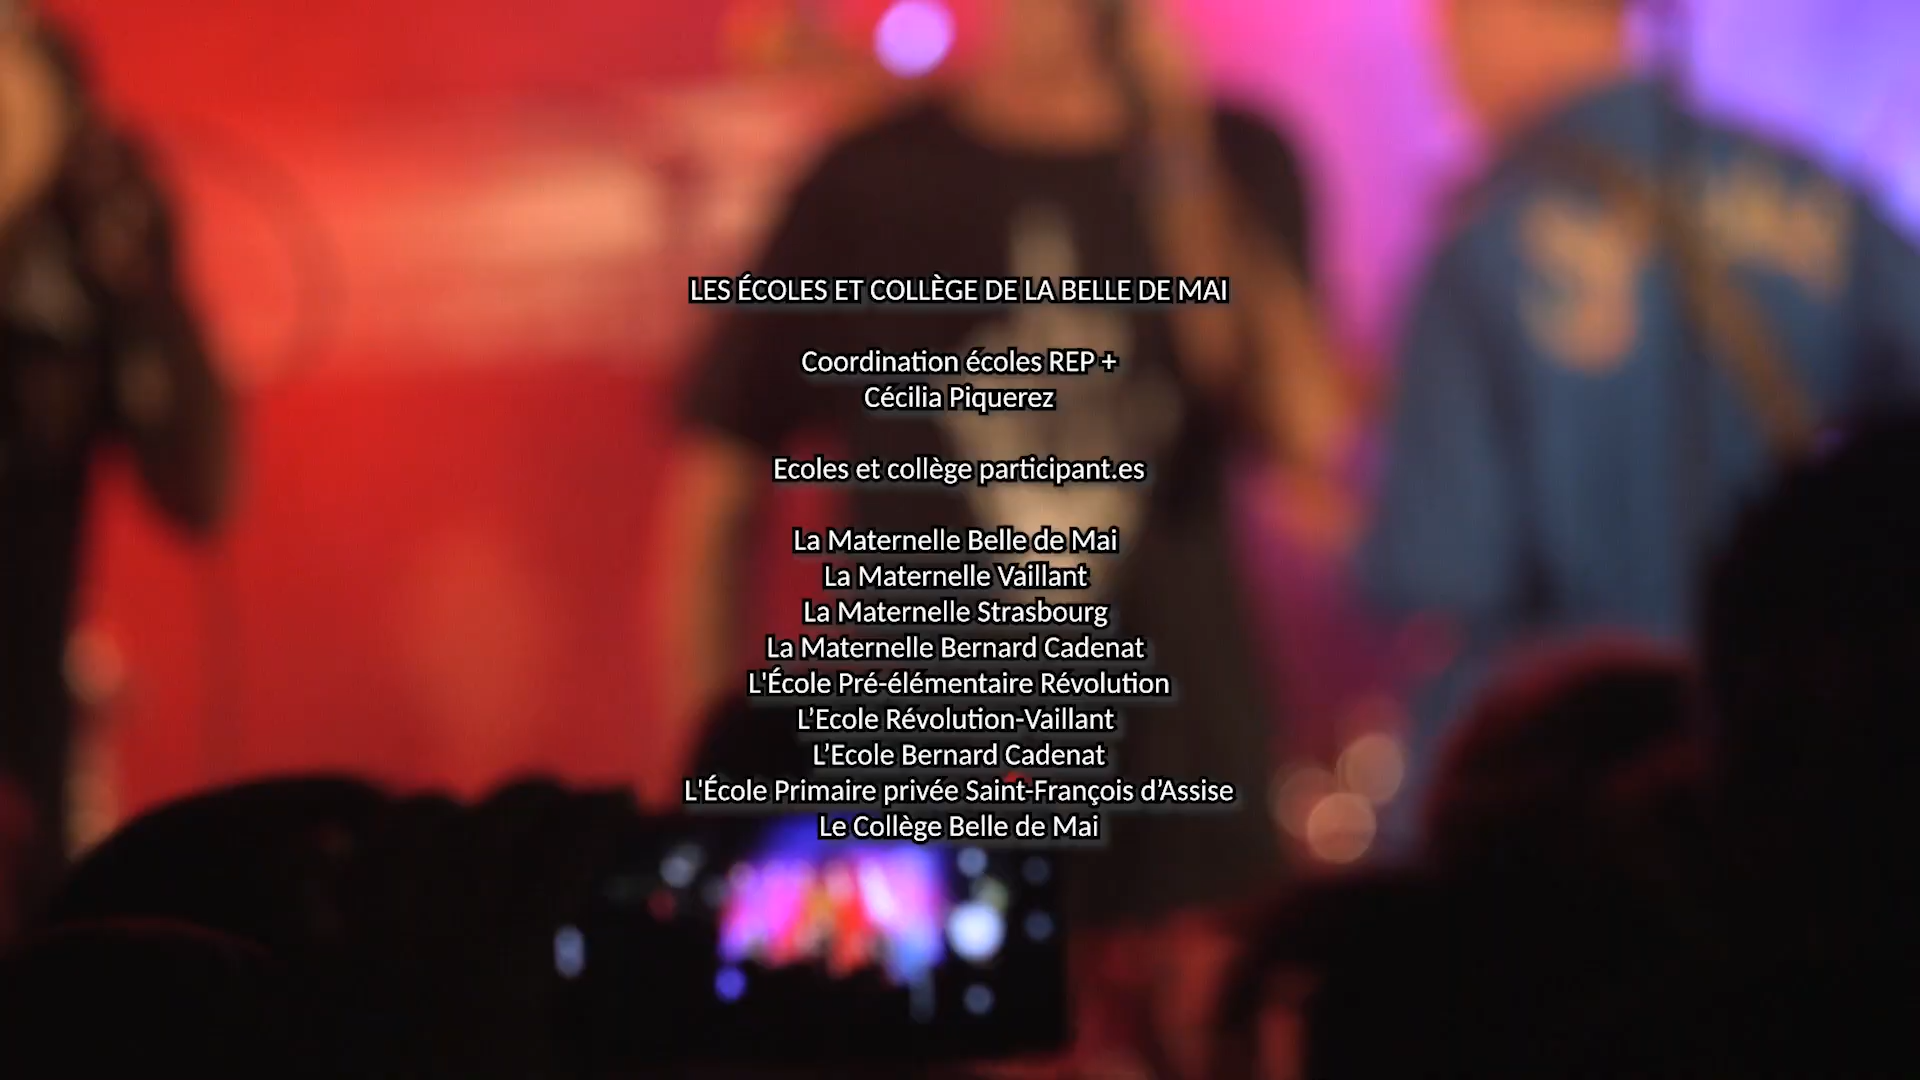 LES ÉCOLES ET COLLÈGE DE LA BELLE DE MAI
Coordination écoles REP +
Cécilia Piquerez
Ecoles et collège participant.es
La Maternelle Belle de Mai
La Maternelle Vaillant
La Maternelle Strasbourg
La Maternelle Bernard Cadenat
L'École Pré-élémentaire Révolution
L’Ecole Révolution-Vaillant
L’Ecole Bernard Cadenat
L'École Primaire privée Saint-François d’Assise
Le Collège Belle de Mai